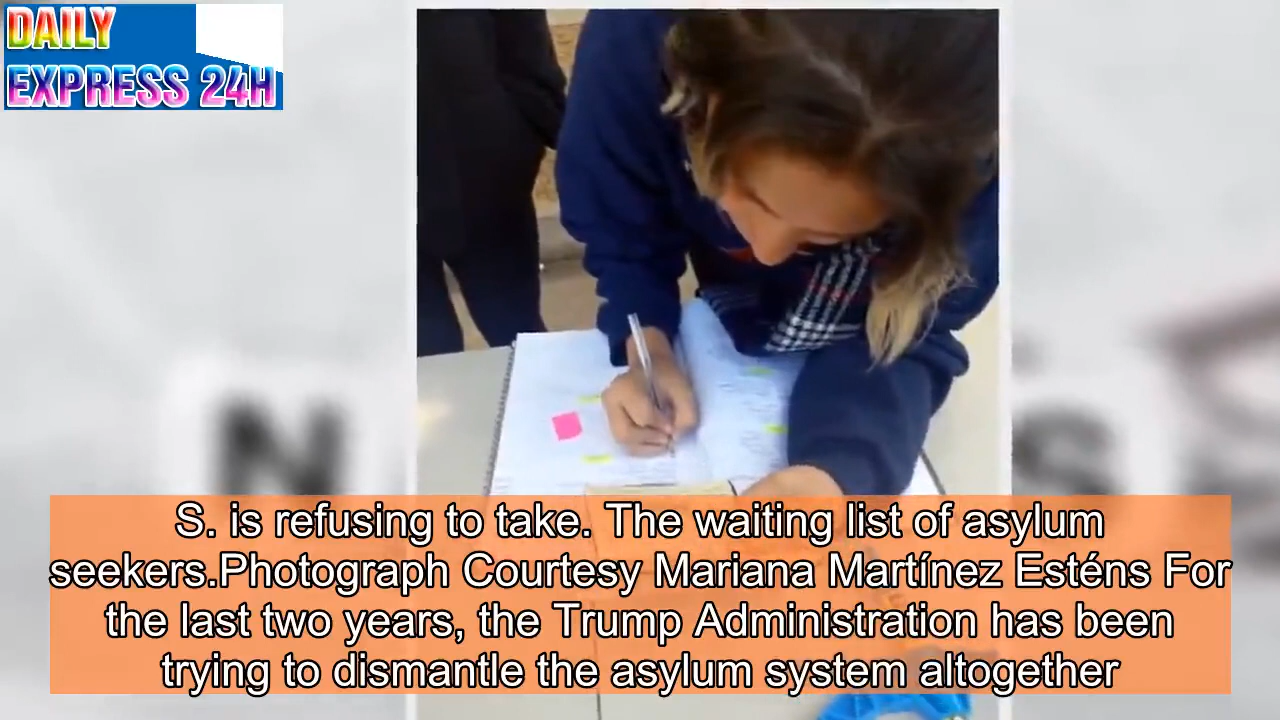 DAILY
EXPRESS 24H
N S
S. is refusing to take. The waiting list of asylum
seekers.Photograph Courtesy Mariana Martínez Esténs For
the last two years, the Trump Administration has been
trying to dismantle the asylum system altogether